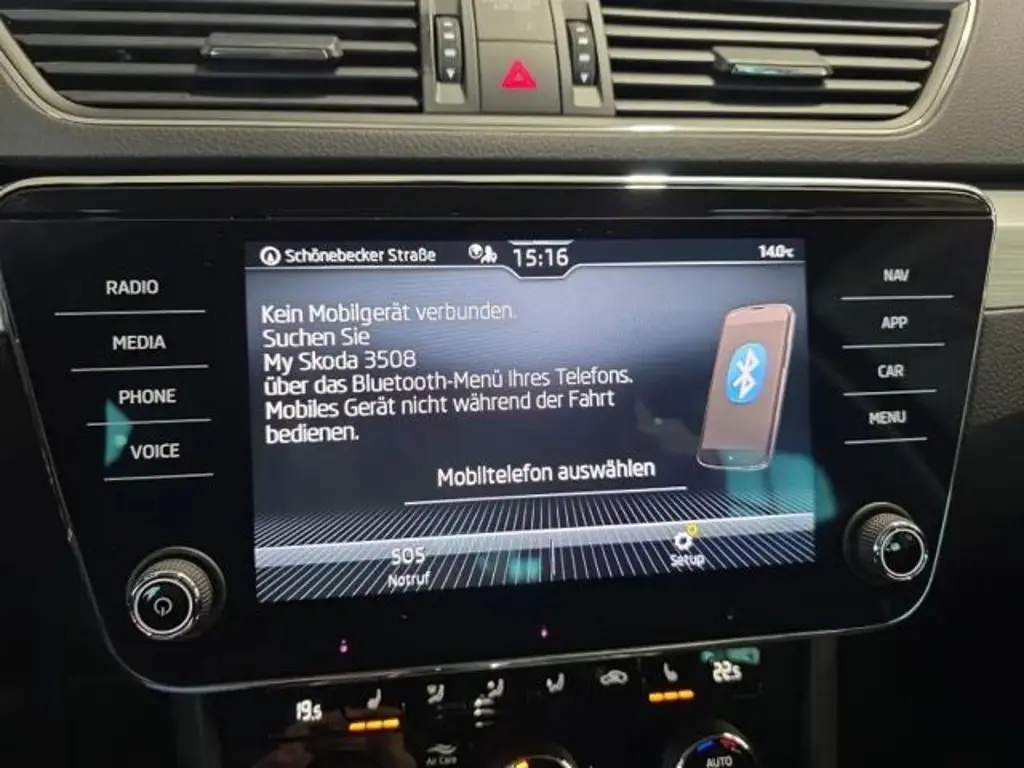 Schönebecker Straße 15:16 14.0°C
RADIO
MEDIA
PHONE
VOICE
Kein Mobilgerät verbunden.
Suchen Sie
My Skoda 3508
über das Bluetooth-Menü Ihres Telefons.
Mobiles Gerät nicht während der Fahrt
bedienen.
Mobiltelefon auswählen
SOS
Notruf
Setup
NAV
APP
CAR
MENU
19.5
22.5
Air Care
AUTO